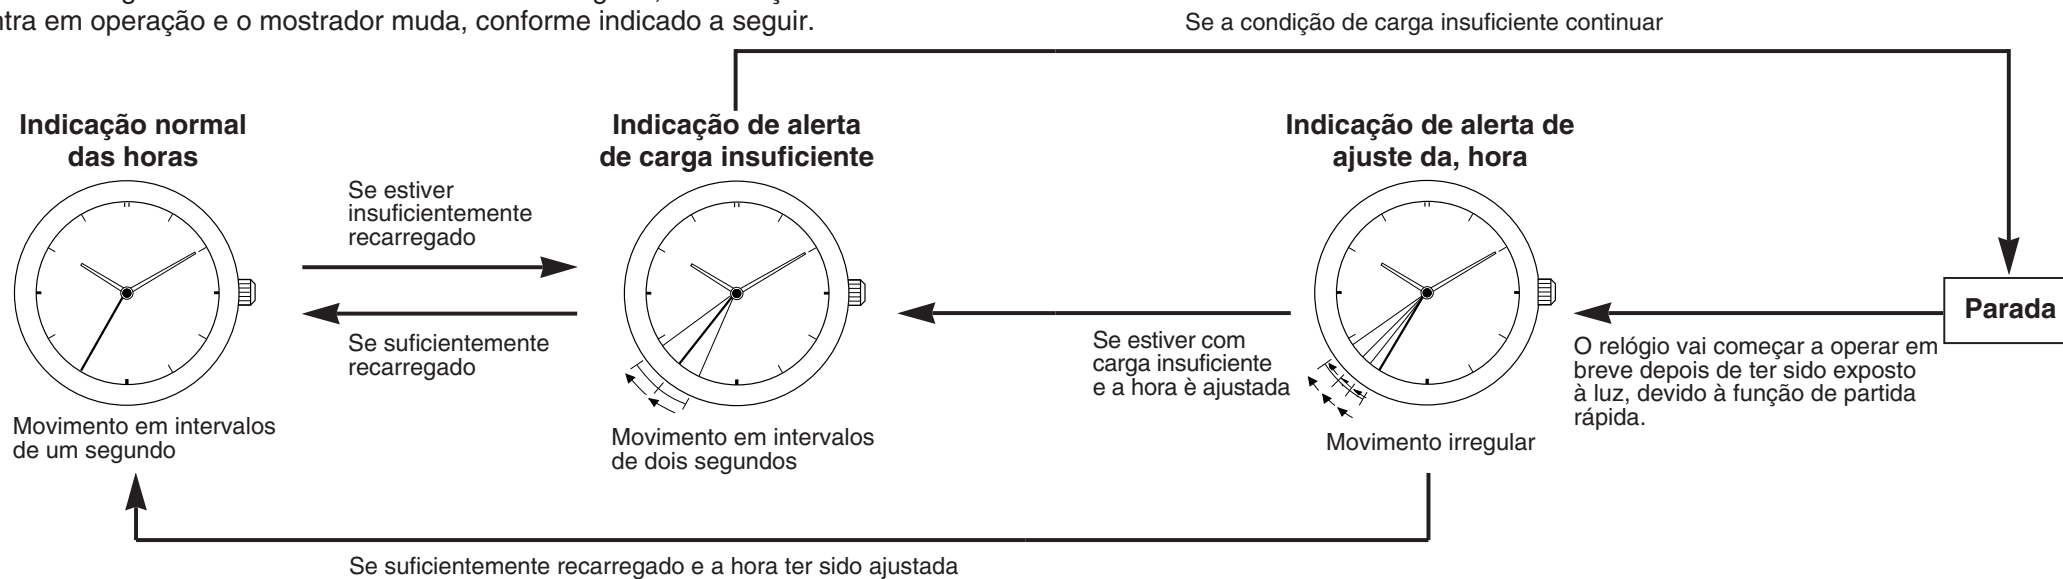 ntra em operação e o mostrador muda, conforme indicado a seguir.
Se a condição de carga insuficiente continuar
Indicação normal
das horas
Indicação de alerta
de carga insuficiente
Indicação de alerta de
ajuste da, hora
Se estiver
insuficientemente
recarregado
Se suficientemente
recarregado
Se estiver com
carga insuficiente
e a hora è ajustada
Parada
O relógio vai começar a operar em
breve depois de ter sido exposto
à luz, devido à função de partida
rápida.
Movimento em intervalos
de um segundo
Movimento em intervalos
de dois segundos
Movimento irregular
Se suficientemente recarregado e a hora ter sido ajustada